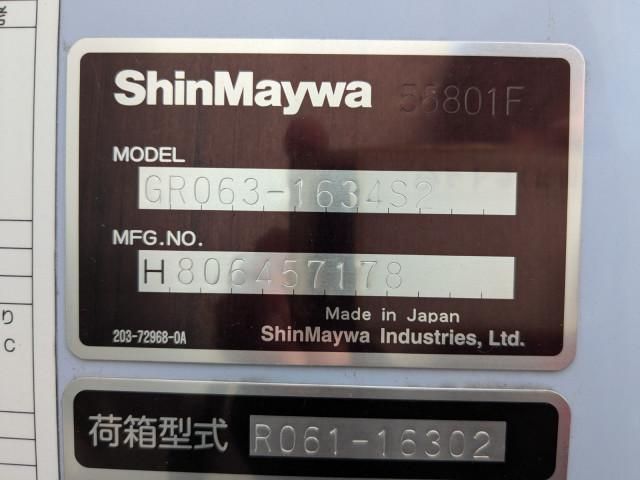 ShinMaywa 55801F
MODEL
GR063-1634S2
MFG.NO.
H806457178
Made in Japan
203-72968-0A ShinMaywa Industries, Ltd.
荷箱型式 R061-16302
り
C